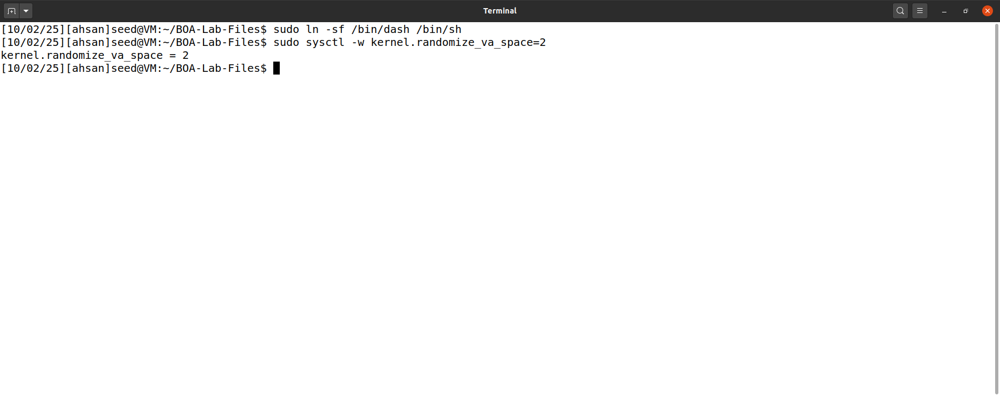 Terminal
[10/02/25][ahsan]seed@VM:~/BOA-Lab-Files$ sudo ln -sf /bin/dash /bin/sh
[10/02/25][ahsan]seed@VM:~/BOA-Lab-Files$ sudo sysctl -w kernel.randomize_va_space=2
kernel.randomize_va_space = 2
[10/02/25][ahsan]seed@VM:~/BOA-Lab-Files$